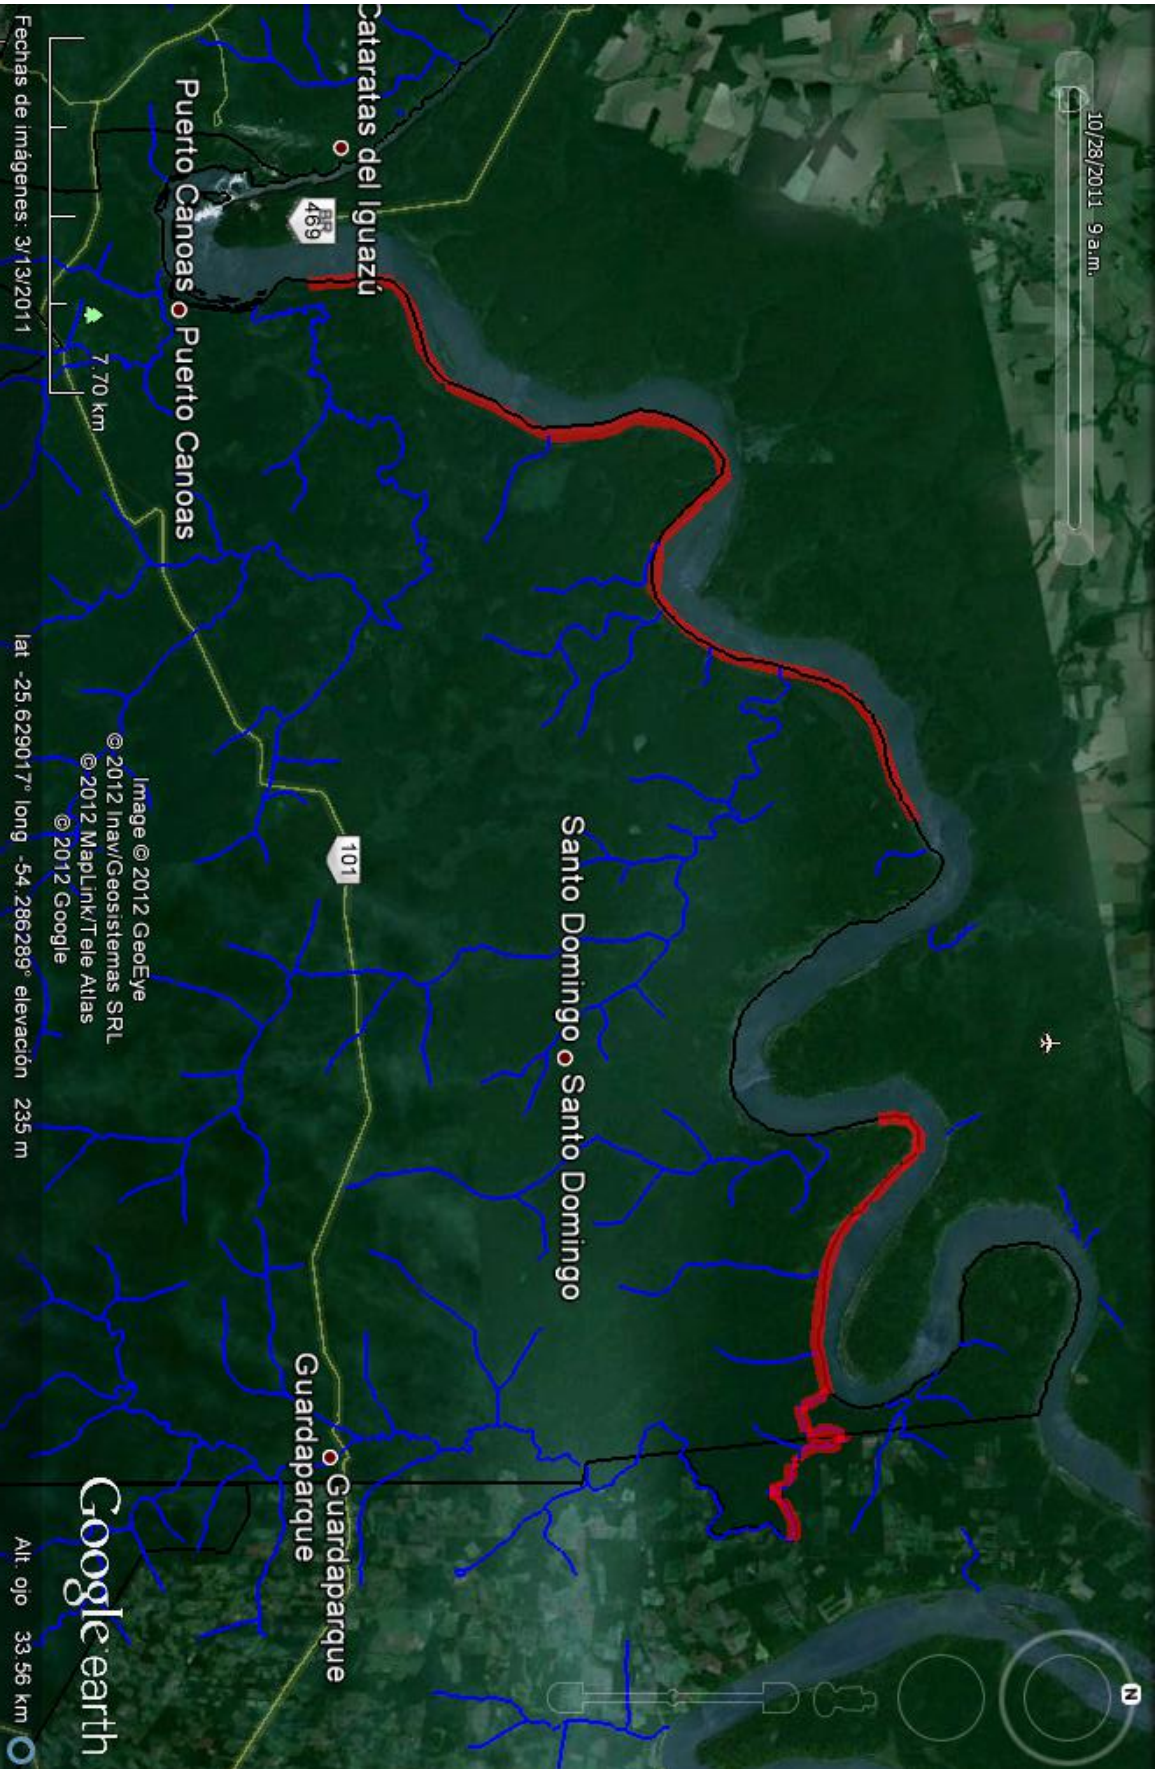 10/28/2011 9 a.m.
N
Cataratas del Iguazú
BR
469
Puerto Canoas
Puerto Canoas
7.70 km
Santo Domingo
Santo Domingo
101
Guardaparque
Guardaparque
Image © 2012 GeoEye
© 2012 Inav/Geosistemas SRL
© 2012 MapLink/Tele Atlas
© 2012 Google
Google earth
Fechas de imágenes: 3/13/2011 lat -25.629017° long -54.286289° elevación 235 m Alt. ojo 33.56 km